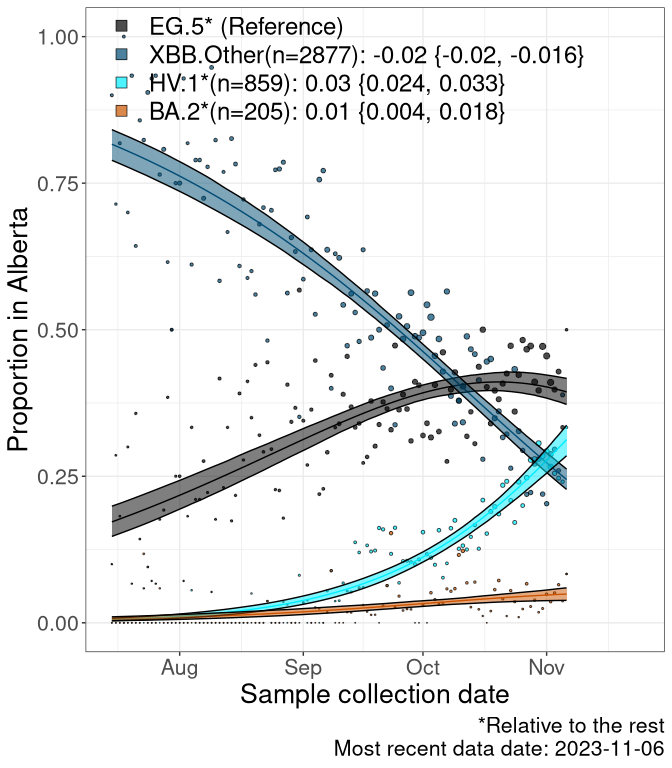 EG.5* (Reference)
XBB.Other(n=2877): -0.02 {-0.02, -0.016}
HV.1*(n=859): 0.03 {0.024, 0.033}
BA.2*(n=205): 0.01 {0.004, 0.018}
1.00
0.75
0.50
0.25
0.00
Proportion in Alberta
Aug Sep Oct Nov
Sample collection date
*Relative to the rest
Most recent data date: 2023-11-06